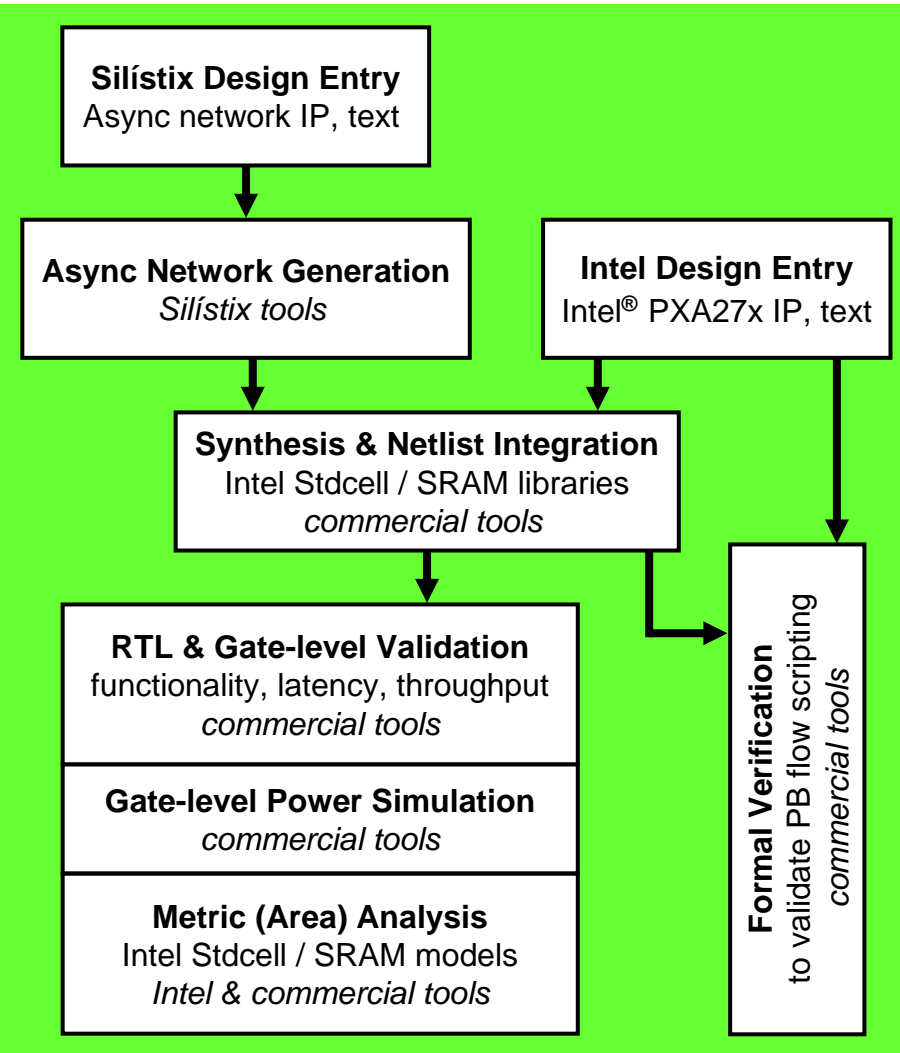 Silístix Design Entry
Async network IP, text
Async Network Generation
Silístix tools
Intel Design Entry
Intel® PXA27x IP, text
Synthesis & Netlist Integration
Intel Stdcell / SRAM libraries
commercial tools
RTL & Gate-level Validation
functionality, latency, throughput
commercial tools
Gate-level Power Simulation
commercial tools
Metric (Area) Analysis
Intel Stdcell / SRAM models
Intel & commercial tools
Formal Verification
to validate PB flow scripting
commercial tools